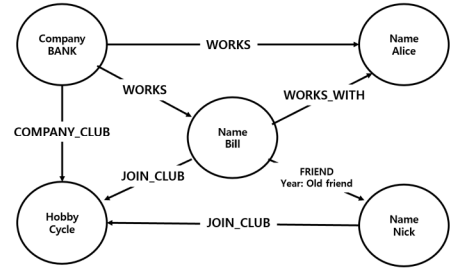 Company
BANK
WORKS
Name
Alice
WORKS
WORKS_WITH
COMPANY_CLUB
Name
Bill
JOIN_CLUB
FRIEND
Year: Old friend
Hobby
Cycle
JOIN_CLUB
Name
Nick